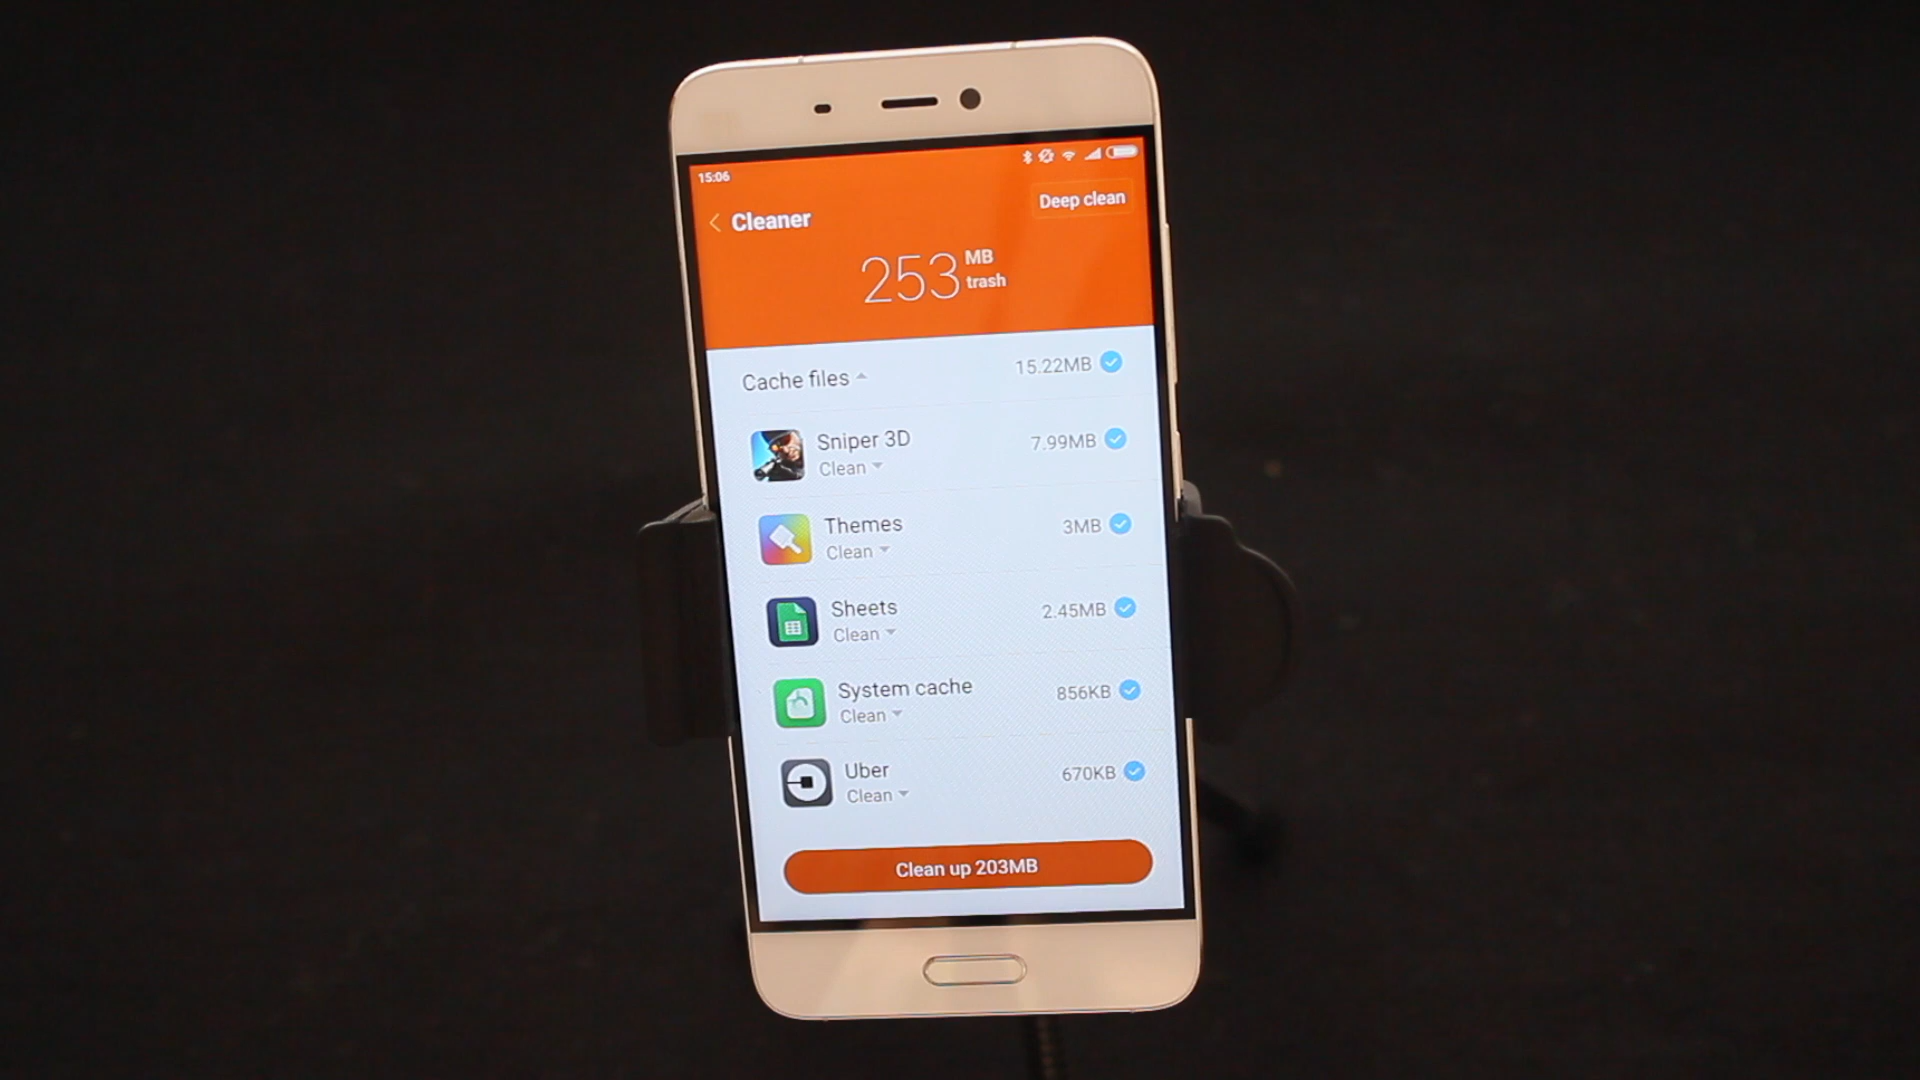 15:06
Deep clean
Cleaner
253 MB trash
Cache files 15.22MB
Sniper 3D 7.99MB
Clean
Themes 3MB
Clean
Sheets 2.45MB
Clean
System cache 856KB
Clean
Uber 670KB
Clean
Clean up 203MB